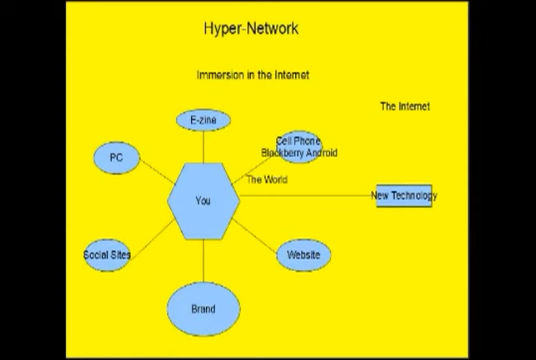 Hyper-Network
Immersion in the Internet
The Internet
E-zine
Cell Phone
Blackberry Android
PC
The World
You
New Technology
Social Sites
Website
Brand